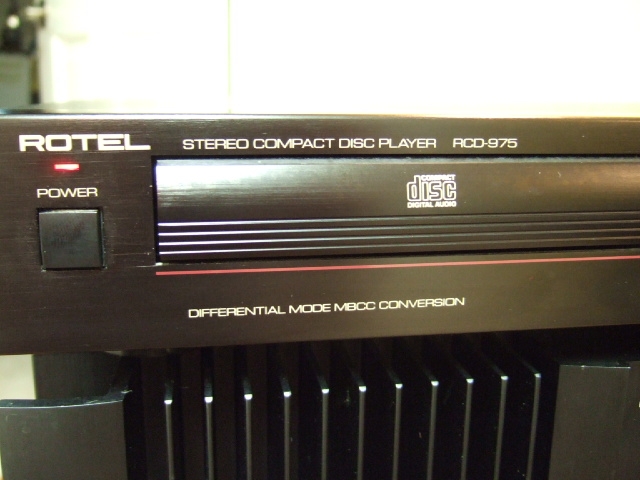 ROTEL
STEREO COMPACT DISC PLAYER RCD-975
POWER
COMPACT
disc
DIGITAL AUDIO
DIFFERENTIAL MODE MBCC CONVERSION